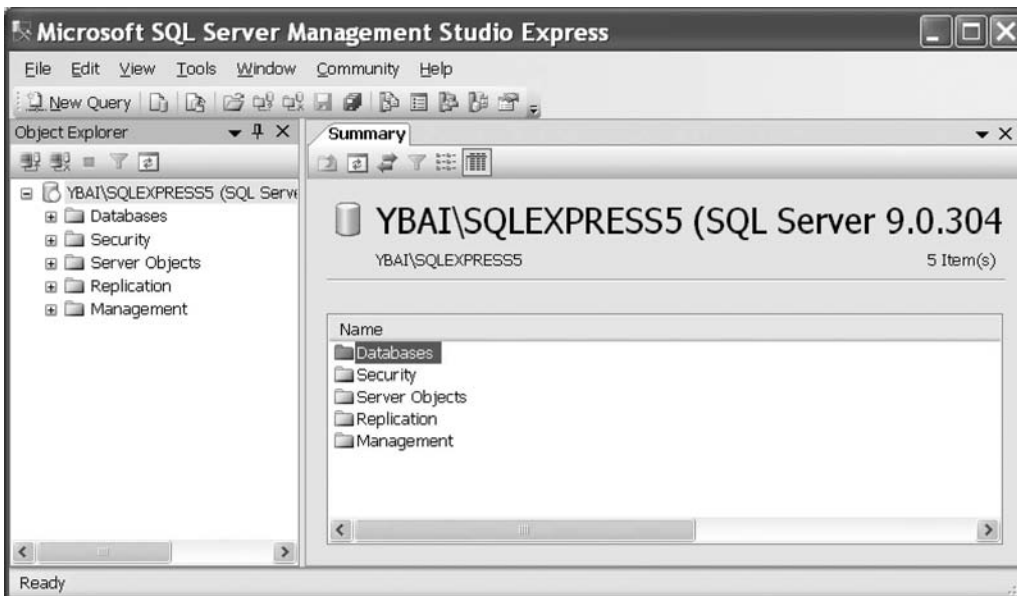 Microsoft SQL Server Management Studio Express
File Edit View Tools Window Community Help
New Query
Object Explorer
YBAI\SQLEXPRESS5 (SQL Serve
Databases
Security
Server Objects
Replication
Management
Summary
YBAI\SQLEXPRESS5 (SQL Server 9.0.304
YBAI\SQLEXPRESS5 5 Item(s)
Name
Databases
Security
Server Objects
Replication
Management
Ready